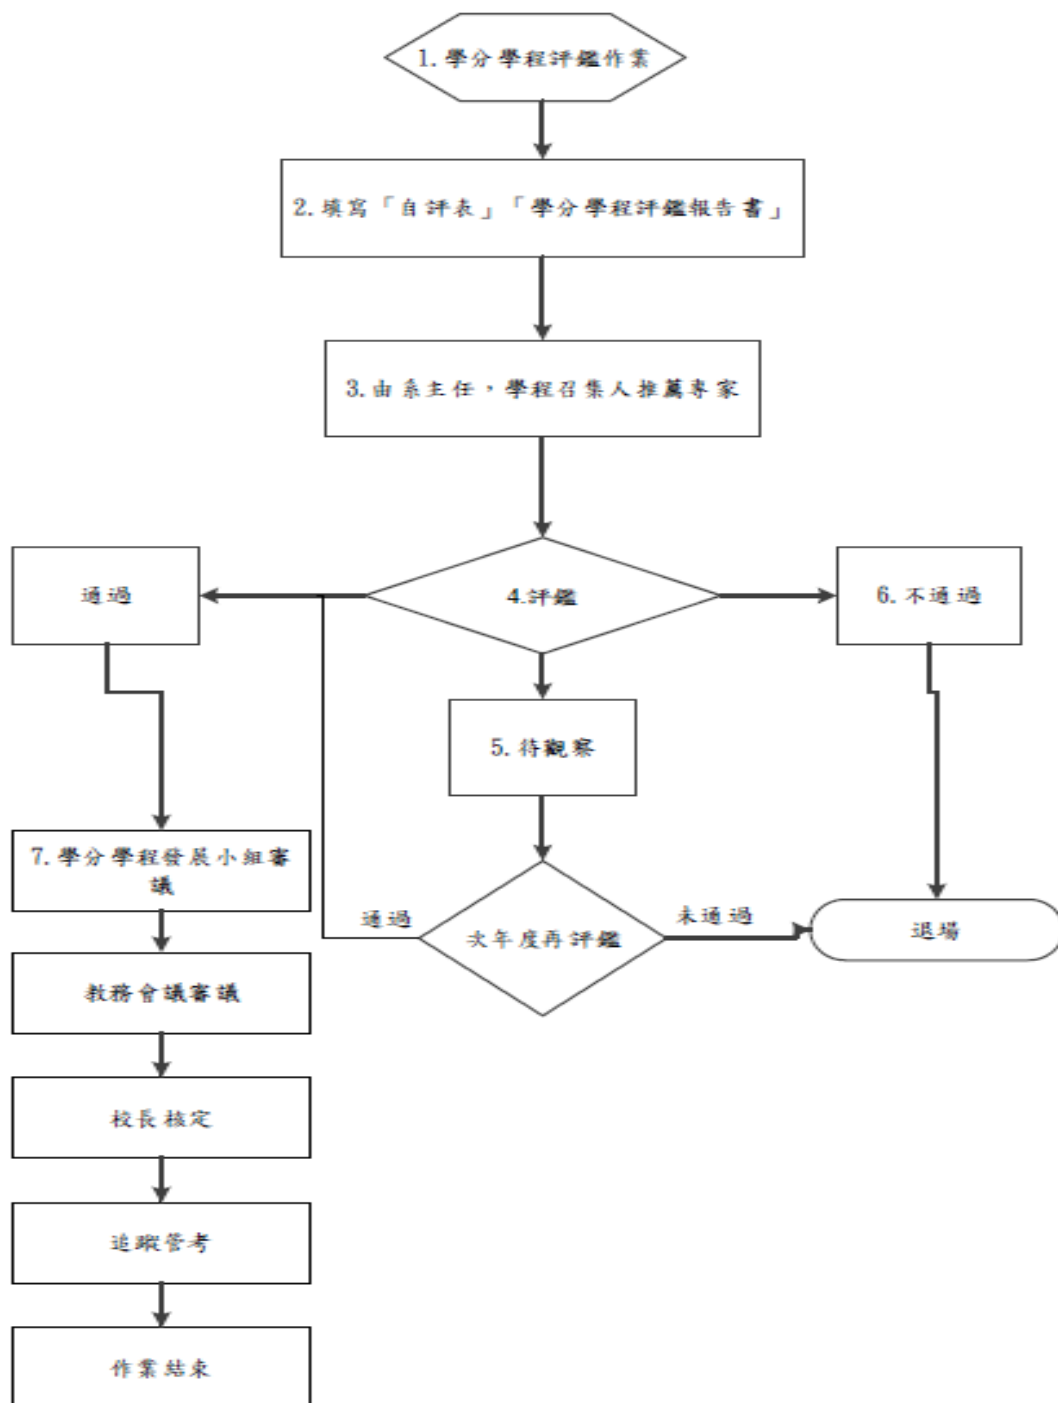 1.學分學程評鑑作業
2.填寫「自評表」「學分學程評鑑報告書」
3.由系主任，學程召集人推薦專家
通過
4.評鑑
6.不通過
5.待觀察
7.學分學程發展小組審
議
通過
次年度再評鑑
未通過
退場
教務會議審議
校長核定
追蹤管考
作業結束